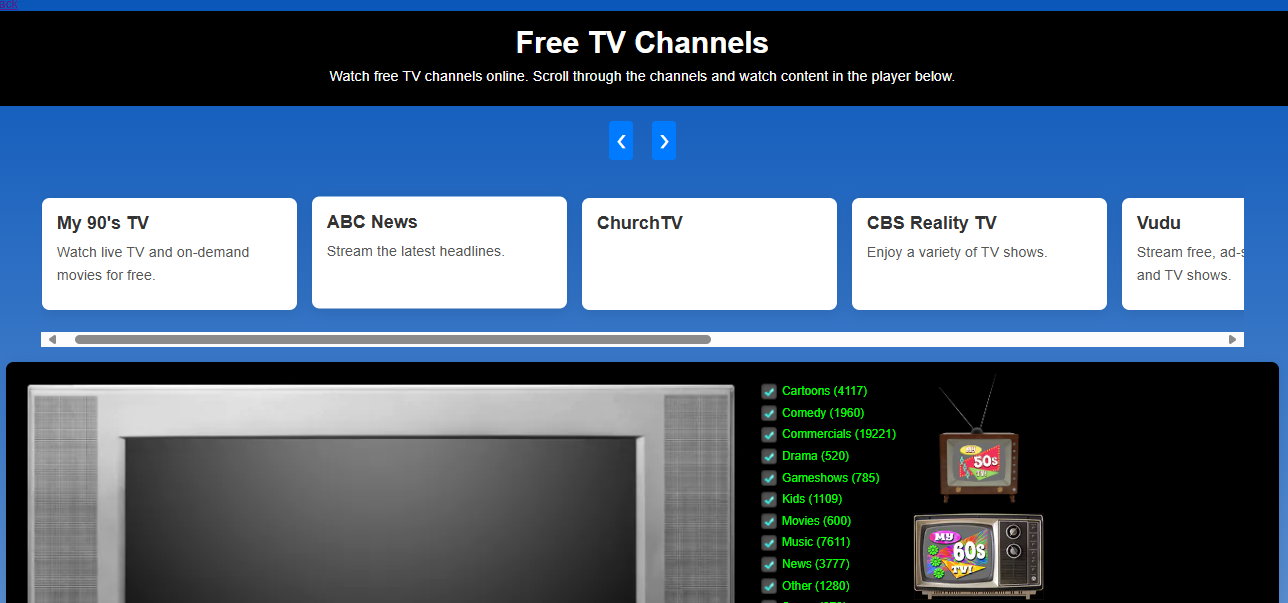 ack
Free TV Channels
Watch free TV channels online. Scroll through the channels and watch content in the player below.
❮ ❯
My 90's TV
Watch live TV and on-demand
movies for free.
ABC News
Stream the latest headlines.
ChurchTV
CBS Reality TV
Enjoy a variety of TV shows.
Vudu
Stream free, ad-s
and TV shows.
Cartoons (4117)
Comedy (1960)
Commercials (19221)
Drama (520)
Gameshows (785)
Kids (1109)
Movies (600)
Music (7611)
News (3777)
Other (1280)
MY
50s
TV!
MY
60s
TV!